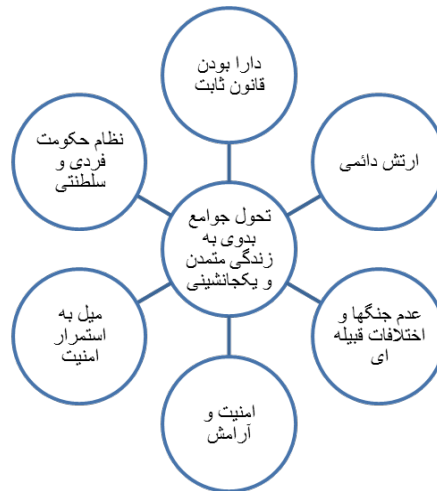 دارا بودن
قانون ثابت
ارتش دائمی
عدم جنگها و
اختلافات قبیله
ای
امنیت و
آرامش
میل به
استمرار
امنیت
نظام حکومت
فردی و
سلطنتی
تحول جوامع
بدوی به
زندگی متمدن
و یکجانشینی